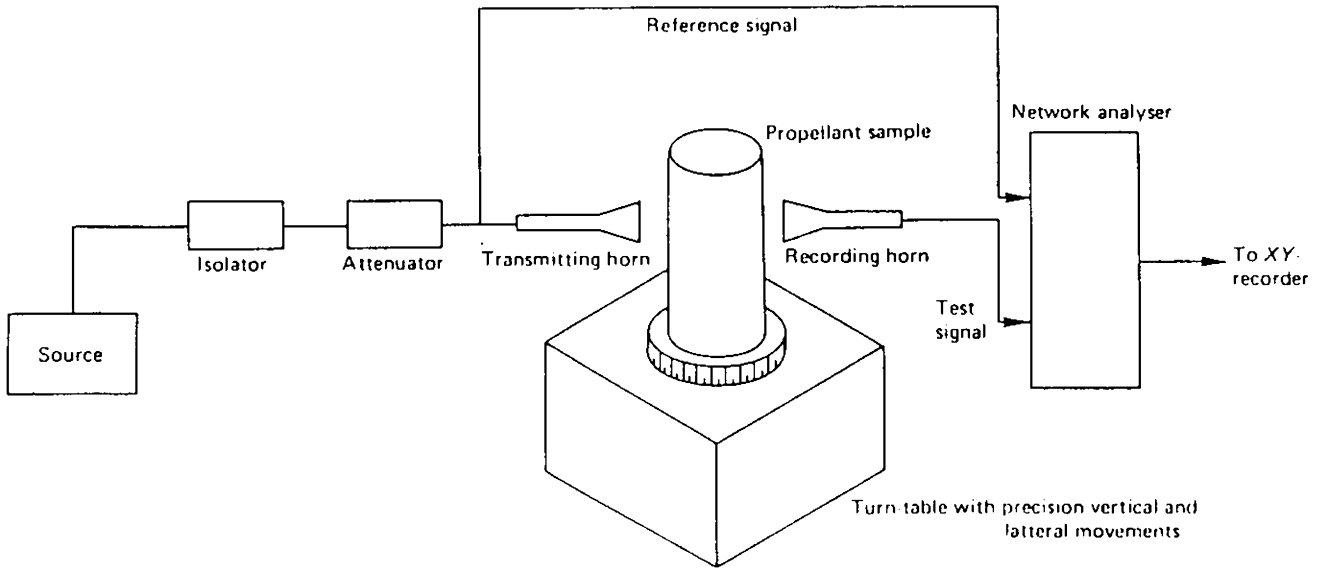 Reference signal
Network analyser
Propellant sample
Isolator
Attenuator
Transmitting horn
Recording horn
To XY-
recorder
Test
signal
Source
Turn-table with precision vertical and
latteral movements